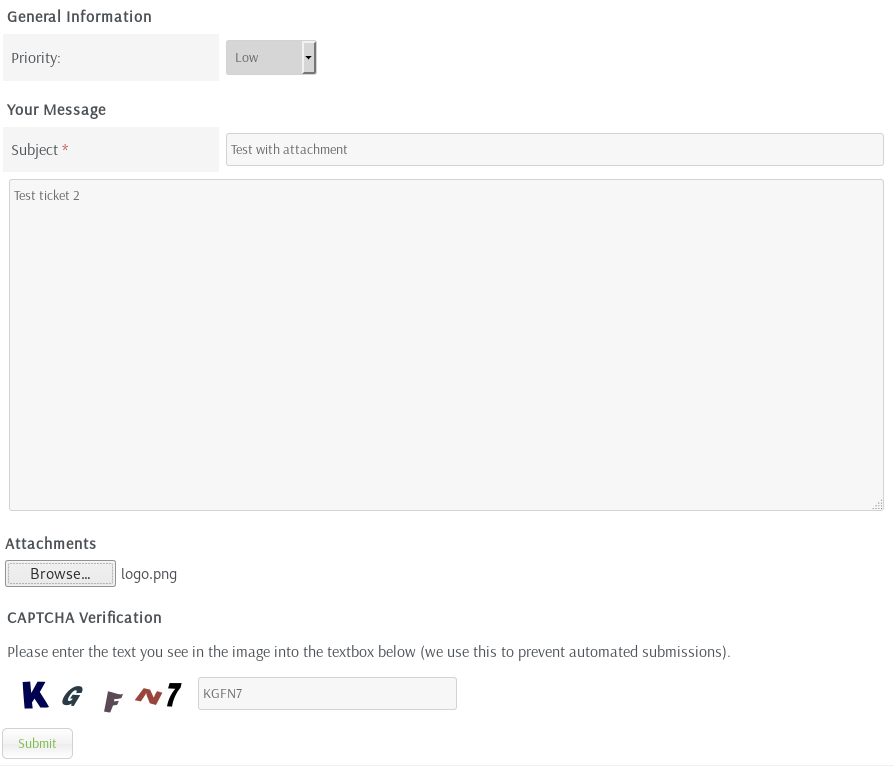 General Information
Priority: Low
Your Message
Subject * Test with attachment
Test ticket 2
Attachments
Browse... logo.png
CAPTCHA Verification
Please enter the text you see in the image into the textbox below (we use this to prevent automated submissions).
K G F N 7 KGFN7
Submit